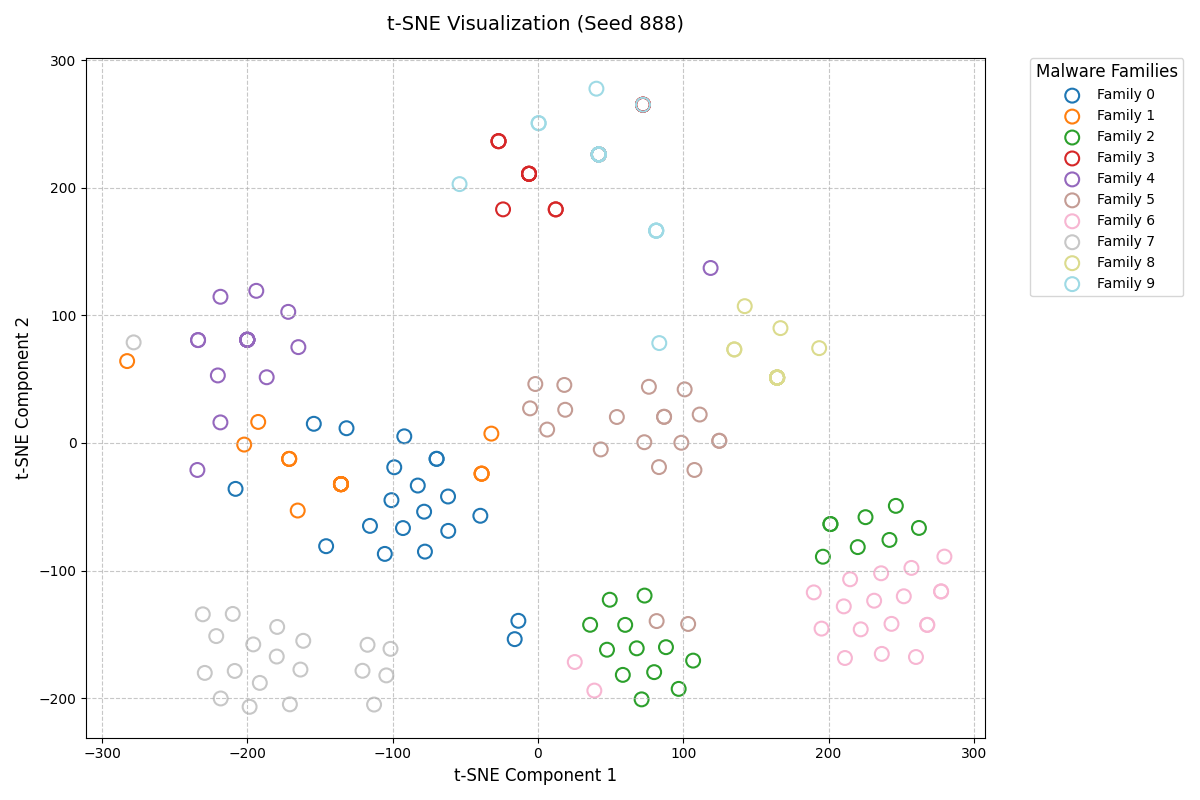 t-SNE Visualization (Seed 888)
Malware Families
Family 0
Family 1
Family 2
Family 3
Family 4
Family 5
Family 6
Family 7
Family 8
Family 9
t-SNE Component 2
300
200
100
0
−100
−200
−300
−200
−100
0
100
200
300
t-SNE Component 1